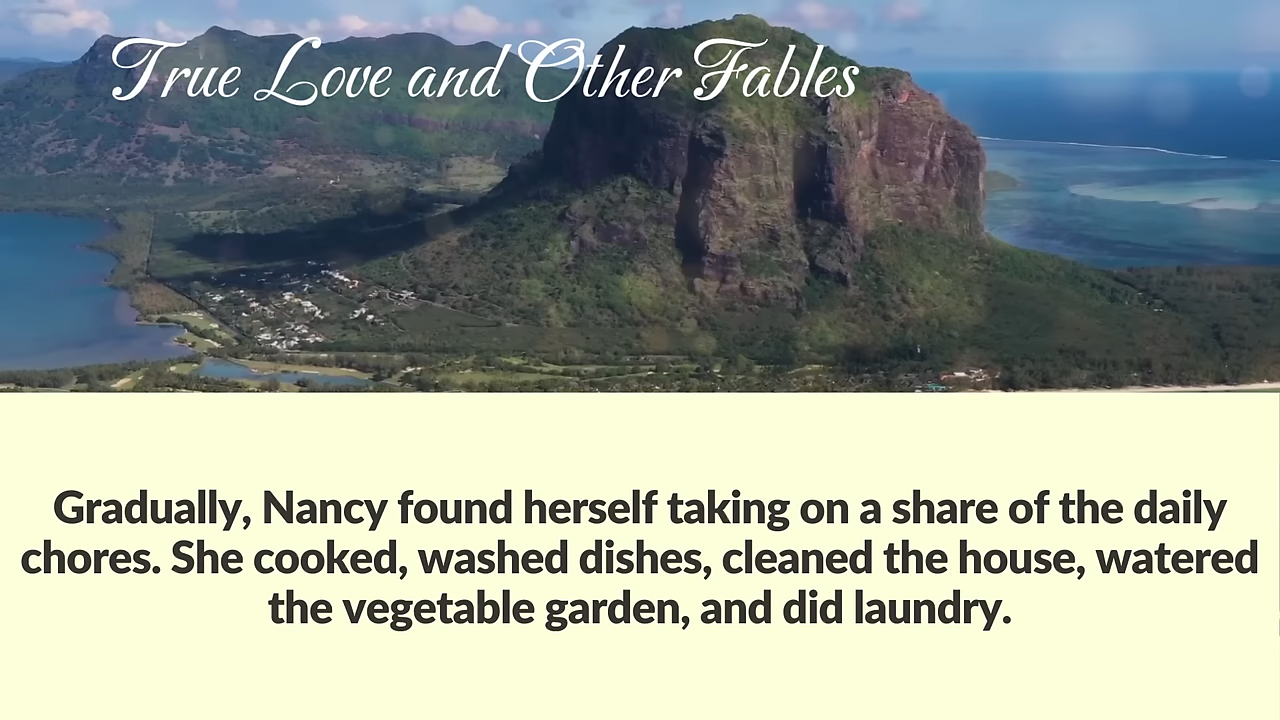 True Love and Other Fables
Gradually, Nancy found herself taking on a share of the daily
chores. She cooked, washed dishes, cleaned the house, watered
the vegetable garden, and did laundry.